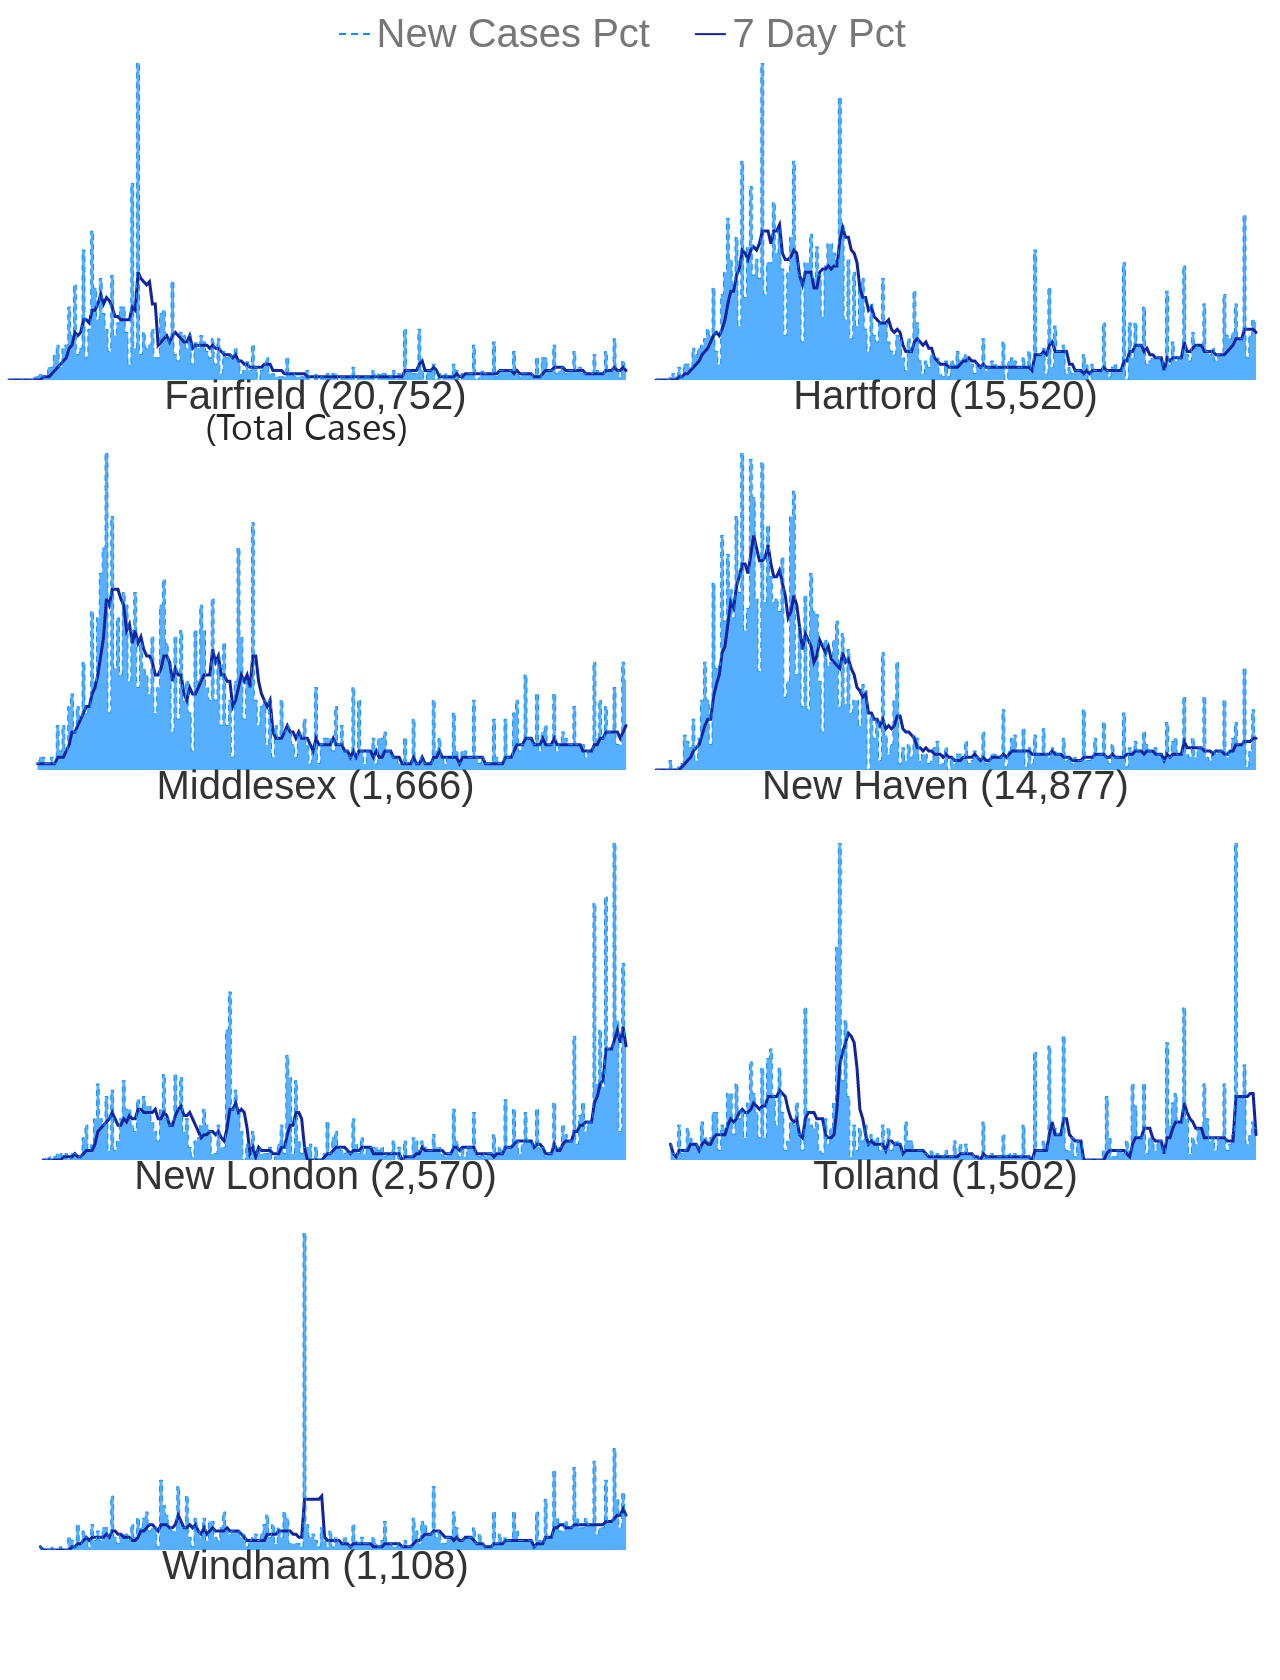 New Cases Pct 7 Day Pct
Fairfield (20,752) Hartford (15,520)
(Total Cases)
Middlesex (1,666) New Haven (14,877)
New London (2,570) Tolland (1,502)
Windham (1,108)